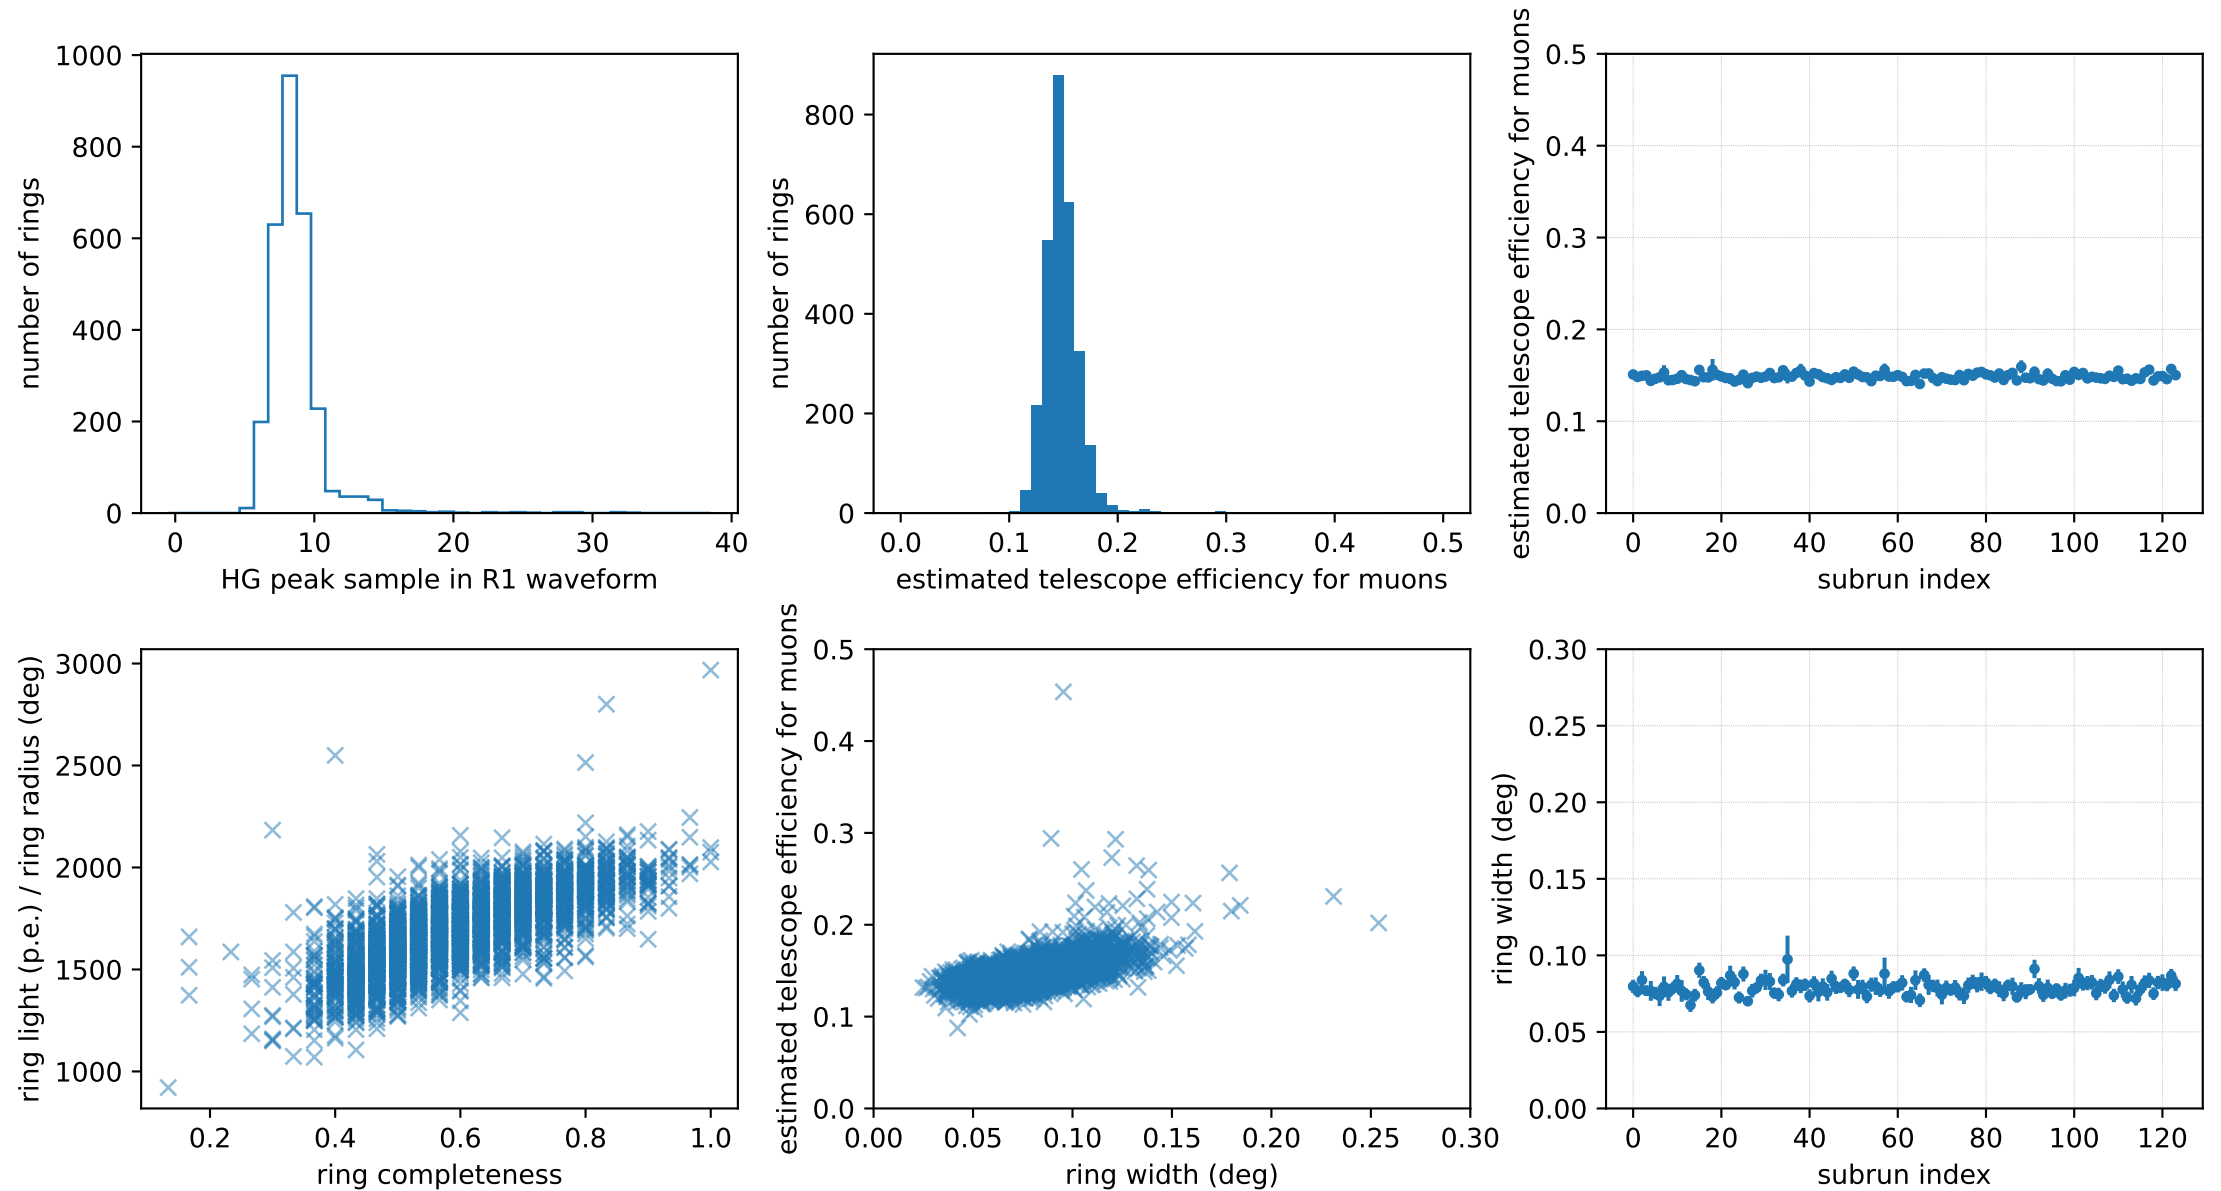 1000
800
600
400
200
0
number of rings
0 10 20 30 40
HG peak sample in R1 waveform
800
600
400
200
0
number of rings
0.0 0.1 0.2 0.3 0.4 0.5
estimated telescope efficiency for muons
0.5
0.4
0.3
0.2
0.1
0.0
estimated telescope efficiency for muons
0 20 40 60 80 100 120
subrun index
3000
2500
2000
1500
1000
ring light (p.e.) / ring radius (deg)
0.2 0.4 0.6 0.8 1.0
ring completeness
0.5
0.4
0.3
0.2
0.1
0.0
estimated telescope efficiency for muons
0.00 0.05 0.10 0.15 0.20 0.25 0.30
ring width (deg)
0.30
0.25
0.20
0.15
0.10
0.05
0.00
ring width (deg)
0 20 40 60 80 100 120
subrun index